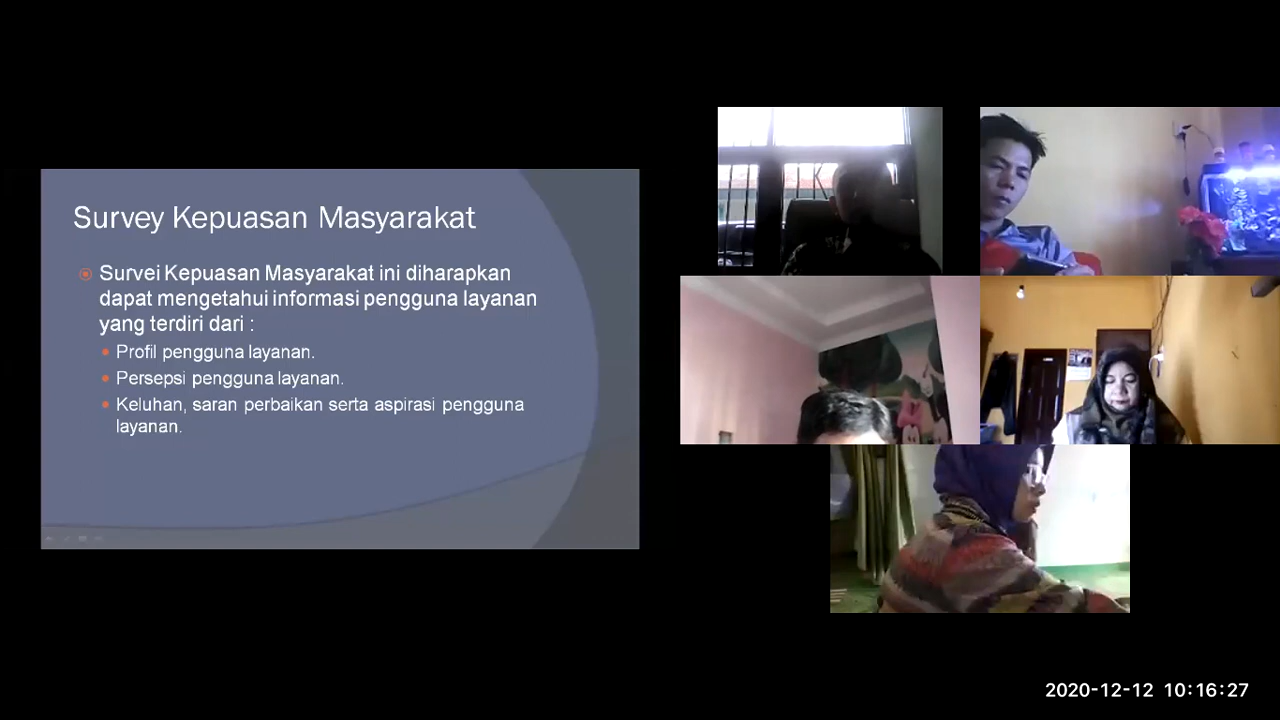 Survey Kepuasan Masyarakat
Survei Kepuasan Masyarakat ini diharapkan
dapat mengetahui informasi pengguna layanan
yang terdiri dari :
Profil pengguna layanan.
Persepsi pengguna layanan.
Keluhan, saran perbaikan serta aspirasi pengguna
layanan.
2020-12-12 10:16:27